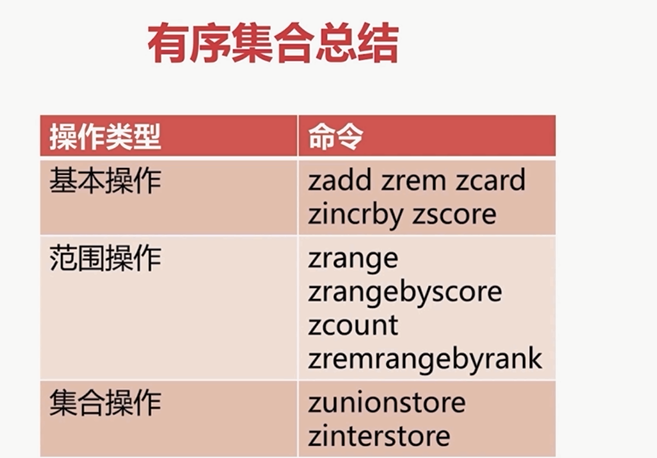 有序集合总结
操作类型 命令
基本操作 zadd zrem zcard
zincrby zscore
范围操作 zrange
zrangebyscore
zcount
zremrangebyrank
集合操作 zunionstore
zinterstore